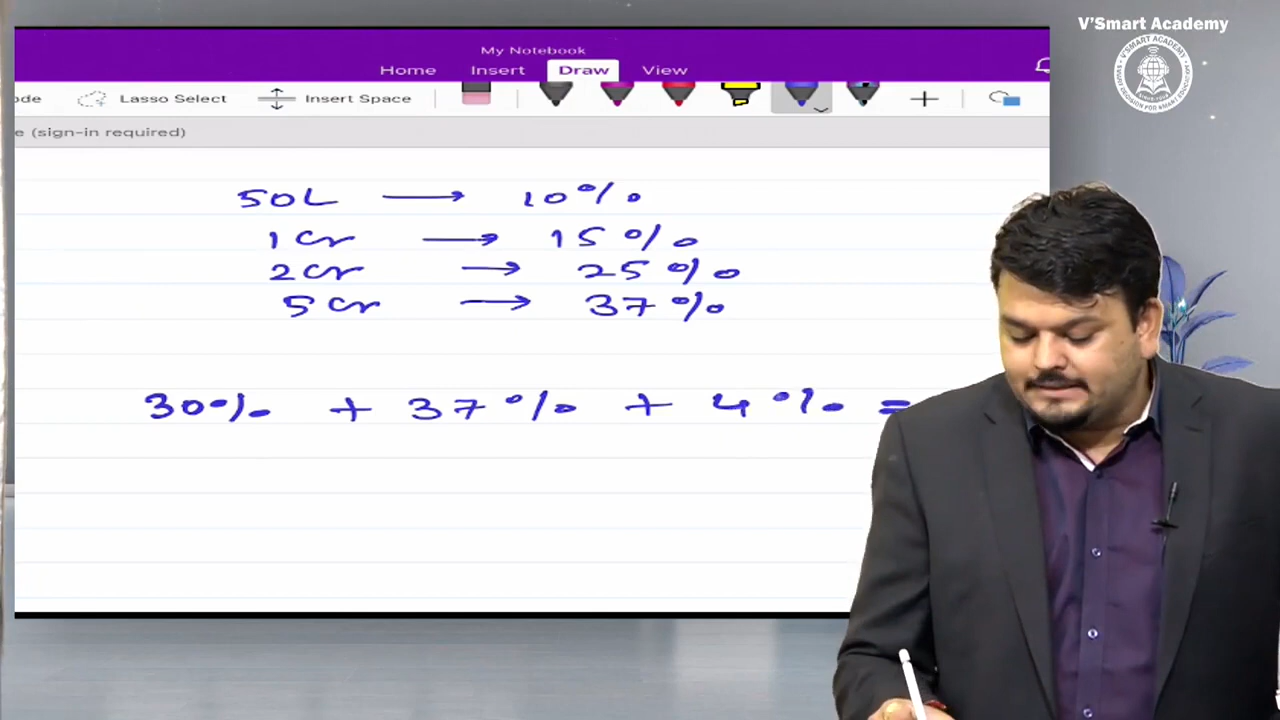 V'Smart Academy
My Notebook
Home Insert Draw View
ode Lasso Select Insert Space
e (sign-in required)
50L → 10%
1 Cr → 15%
2 Cr → 25%
5 Cr → 37%
30% + 37% + 4% =